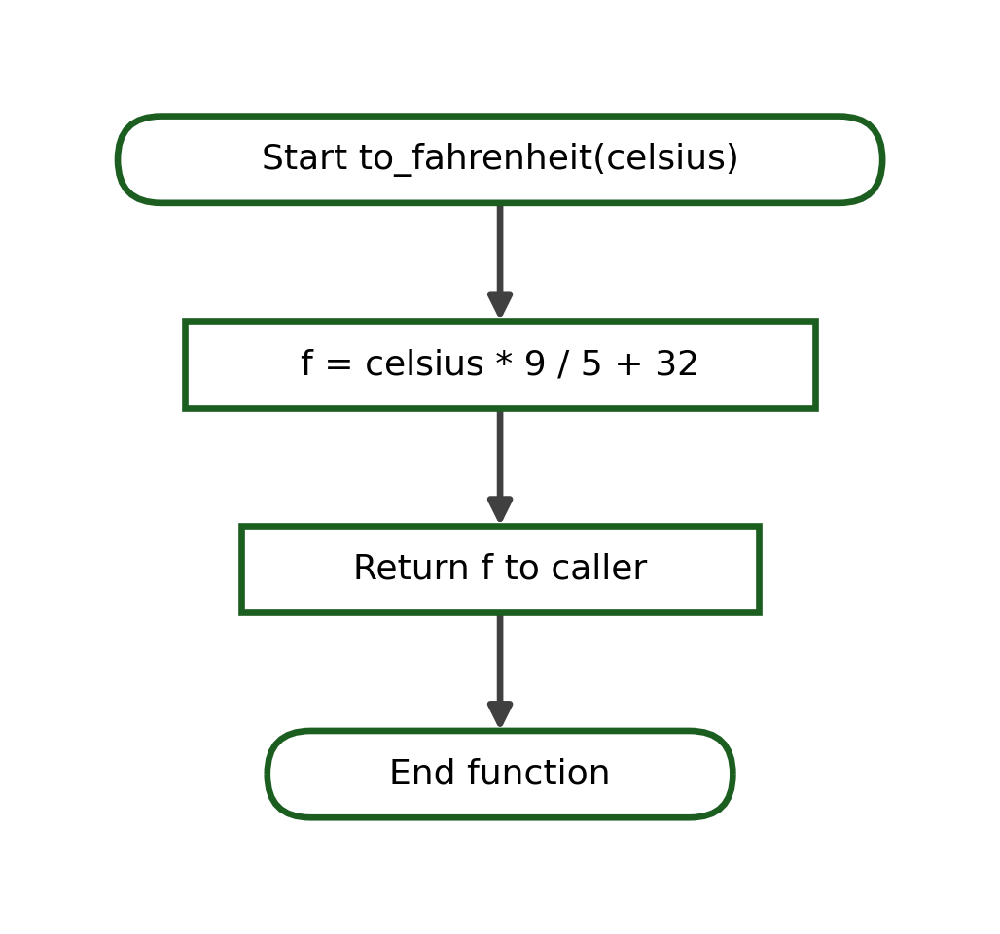 Start to_fahrenheit(celsius)
f = celsius * 9 / 5 + 32
Return f to caller
End function